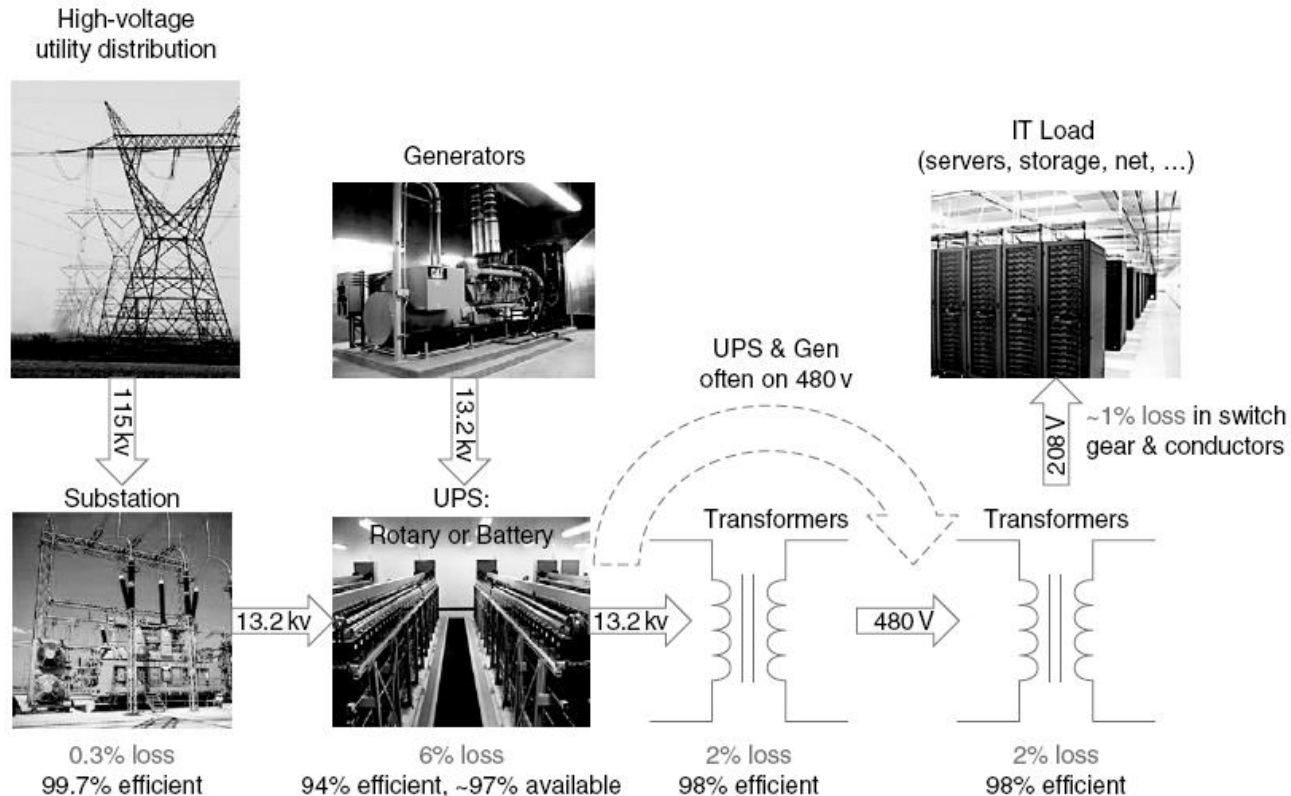 High-voltage
utility distribution
Generators
IT Load
(servers, storage, net, …)
UPS & Gen
often on 480 v
115 kv
13.2 kv
208 V
~1% loss in switch
gear & conductors
Substation
UPS:
Rotary or Battery
Transformers
Transformers
13.2 kv
13.2 kv
480 V
0.3% loss
99.7% efficient
6% loss
94% efficient, ~97% available
2% loss
98% efficient
2% loss
98% efficient